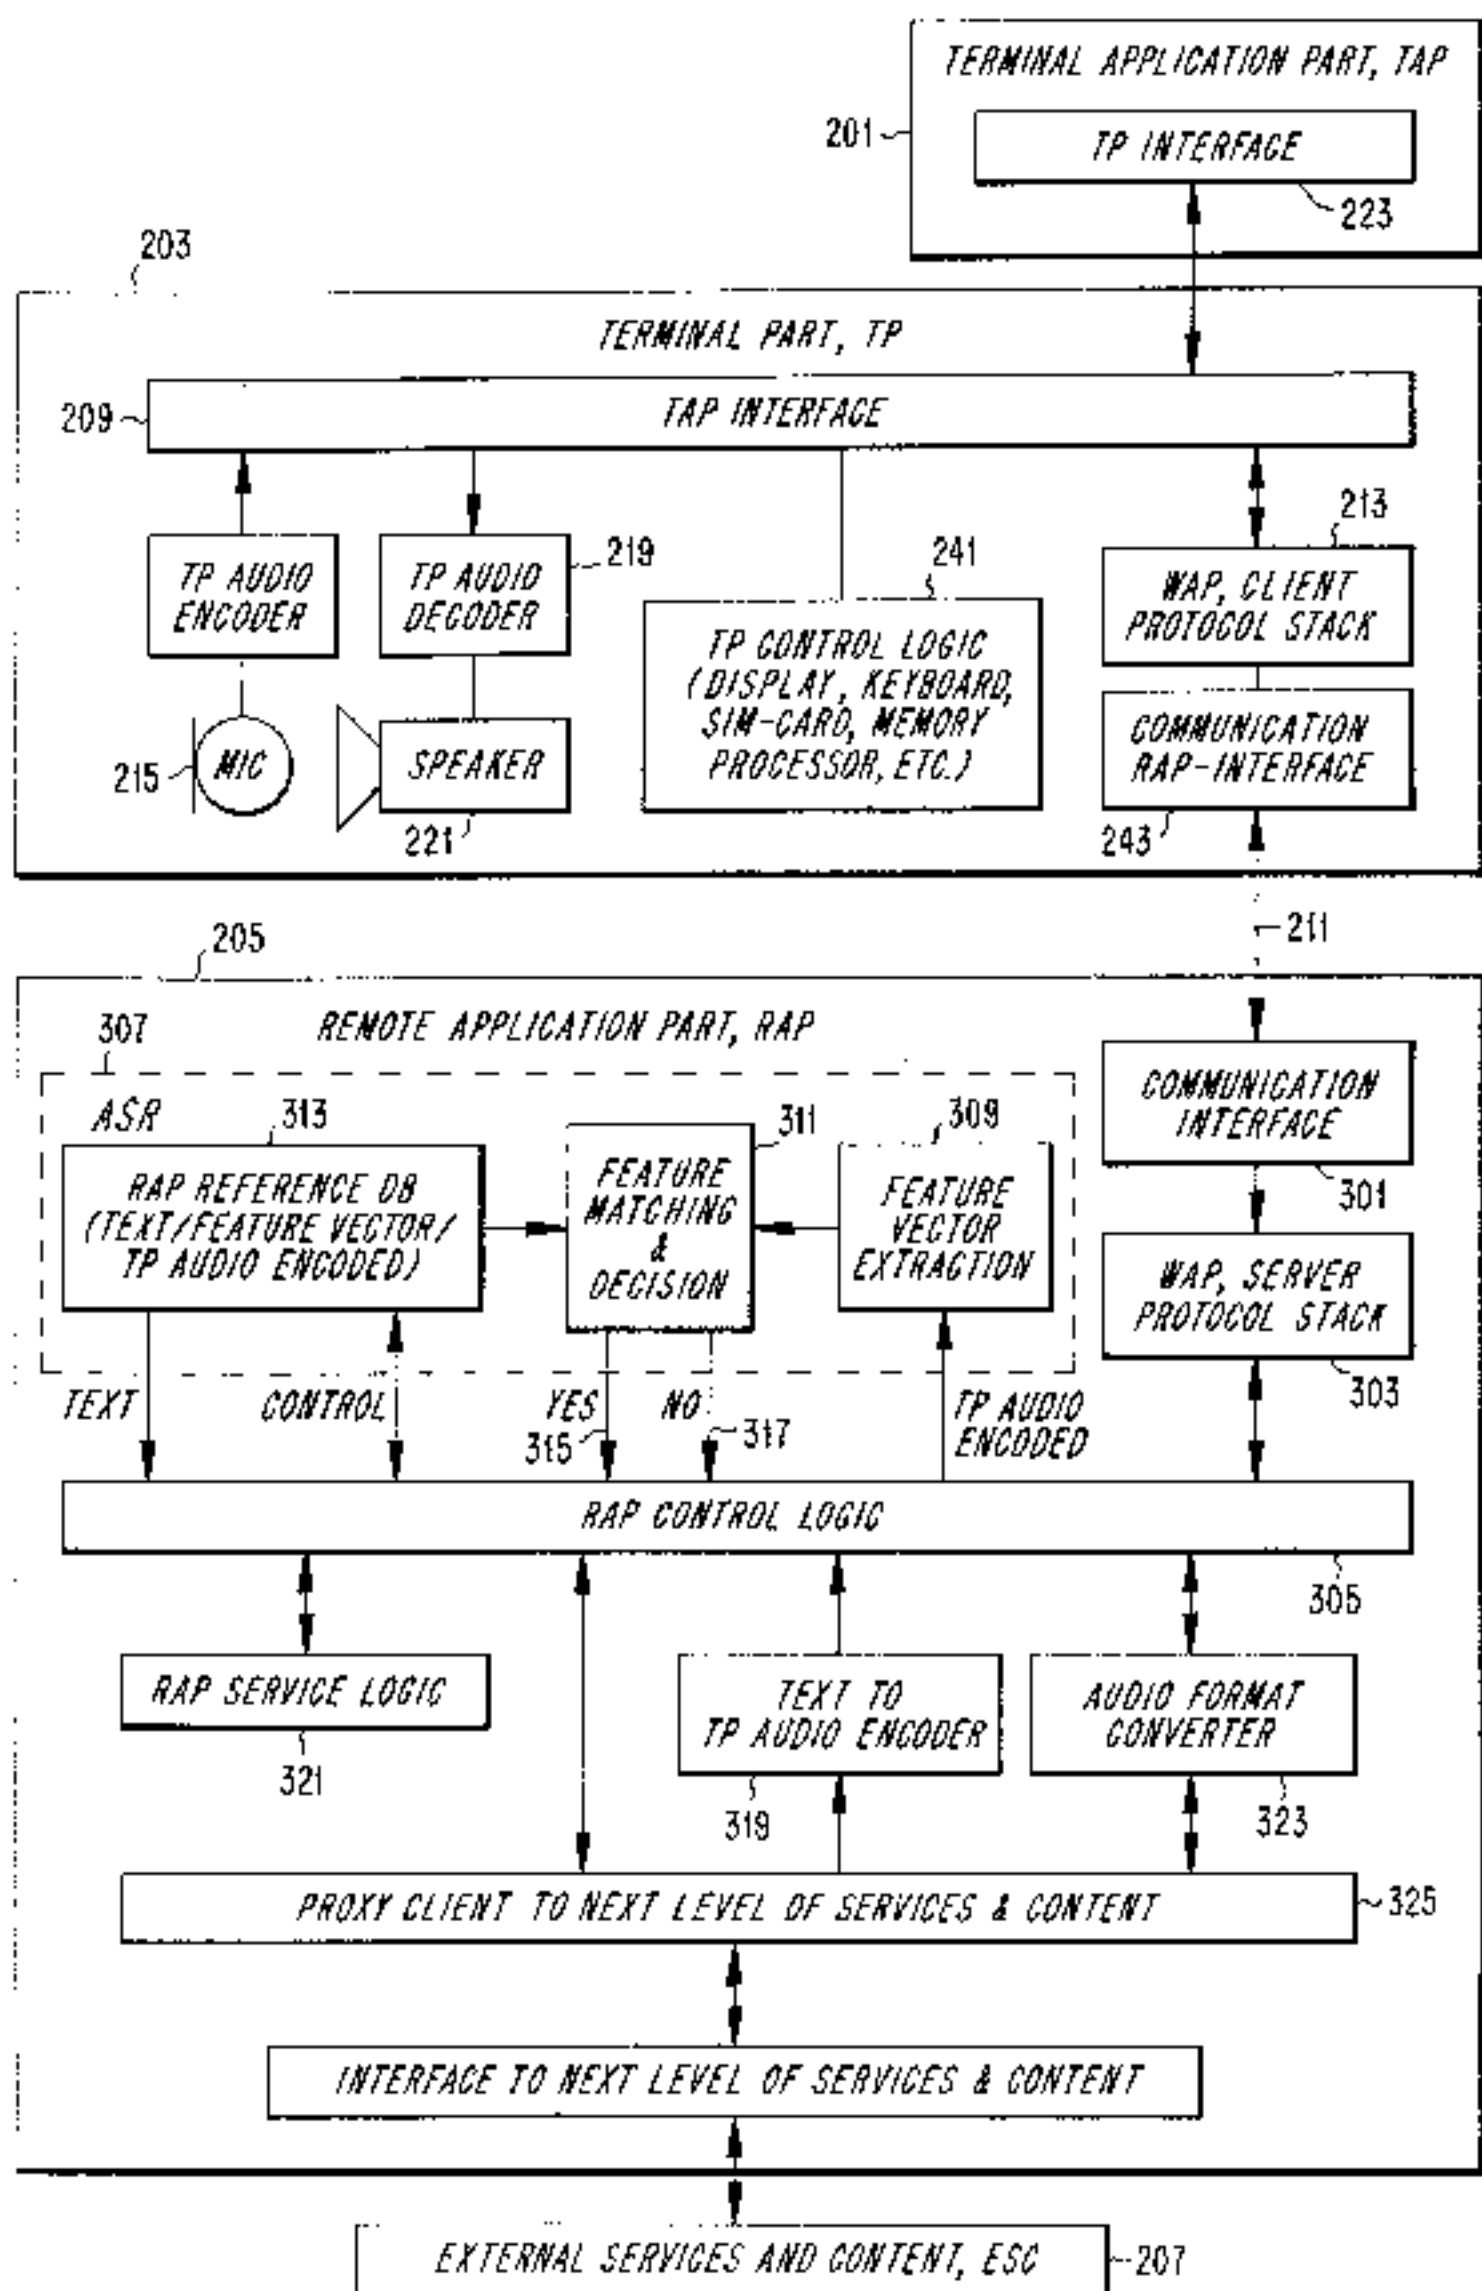 TERMINAL APPLICATION PART, TAP
201
TP INTERFACE
223
203
TERMINAL PART, TP
209
TAP INTERFACE
TP AUDIO
ENCODER
TP AUDIO
DECODER
219
241
TP CONTROL LOGIC
(DISPLAY, KEYBOARD,
SIM-CARD, MEMORY
PROCESSOR, ETC.)
213
WAP, CLIENT
PROTOCOL STACK
215
MIC
SPEAKER
221
COMMUNICATION
RAP-INTERFACE
243
211
205
REMOTE APPLICATION PART, RAP
307
ASR
313
RAP REFERENCE DB
(TEXT/FEATURE VECTOR/
TP AUDIO ENCODED)
311
FEATURE
MATCHING
&
DECISION
309
FEATURE
VECTOR
EXTRACTION
COMMUNICATION
INTERFACE
301
WAP, SERVER
PROTOCOL STACK
303
TEXT
CONTROL
YES
315
NO
317
TP AUDIO
ENCODED
RAP CONTROL LOGIC
305
RAP SERVICE LOGIC
321
TEXT TO
TP AUDIO ENCODER
319
AUDIO FORMAT
CONVERTER
323
PROXY CLIENT TO NEXT LEVEL OF SERVICES & CONTENT
325
INTERFACE TO NEXT LEVEL OF SERVICES & CONTENT
EXTERNAL SERVICES AND CONTENT, ESC
207